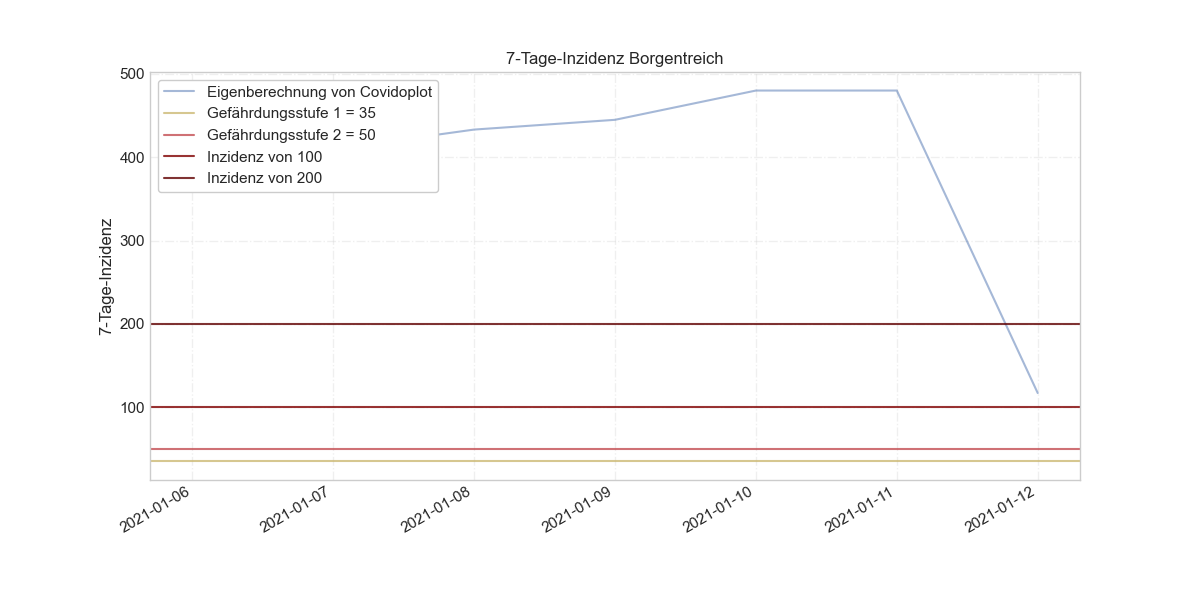 7-Tage-Inzidenz Borgentreich
500
400
300
200
100
7-Tage-Inzidenz
Eigenberechnung von Covidoplot
Gefährdungsstufe 1 = 35
Gefährdungsstufe 2 = 50
Inzidenz von 100
Inzidenz von 200
2021-01-06
2021-01-07
2021-01-08
2021-01-09
2021-01-10
2021-01-11
2021-01-12